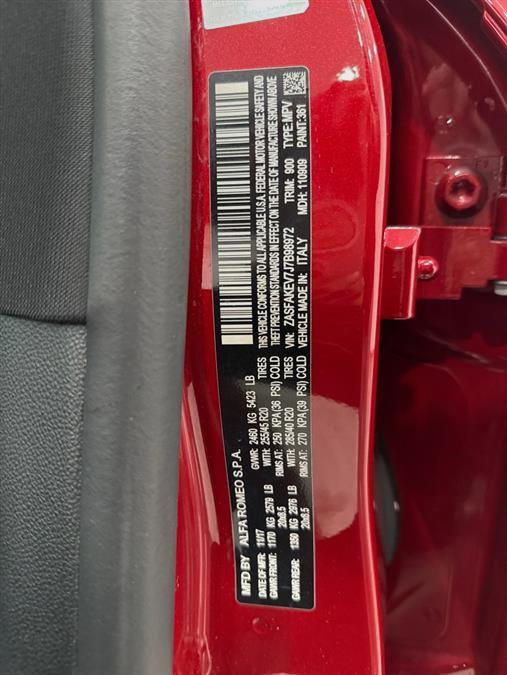 MFD BY ALFA ROMEO S.P.A.
DATE OF MFR: 11/17 GVWR: 2460 KG 5423 LB
GAWR FRONT: 1170 KG 2579 LB WITH: 255/45 R20 TIRES
20x8.5 RIMS AT: 250 KPA(36 PSI) COLD
GAWR REAR: 1350 KG 2976 LB WITH: 285/40 R20 TIRES
20x8.5 RIMS AT: 270 KPA(39 PSI) COLD
THIS VEHICLE CONFORMS TO ALL APPLICABLE U.S.A. FEDERAL MOTOR VEHICLE SAFETY AND
THEFT PREVENTION STANDARDS IN EFFECT ON THE DATE OF MANUFACTURE SHOWN ABOVE
VIN: ZASFAKEV7J7B98972 TRIM: 900 TYPE: MPV
VEHICLE MADE IN: ITALY MDH: 110909 PAINT: 361